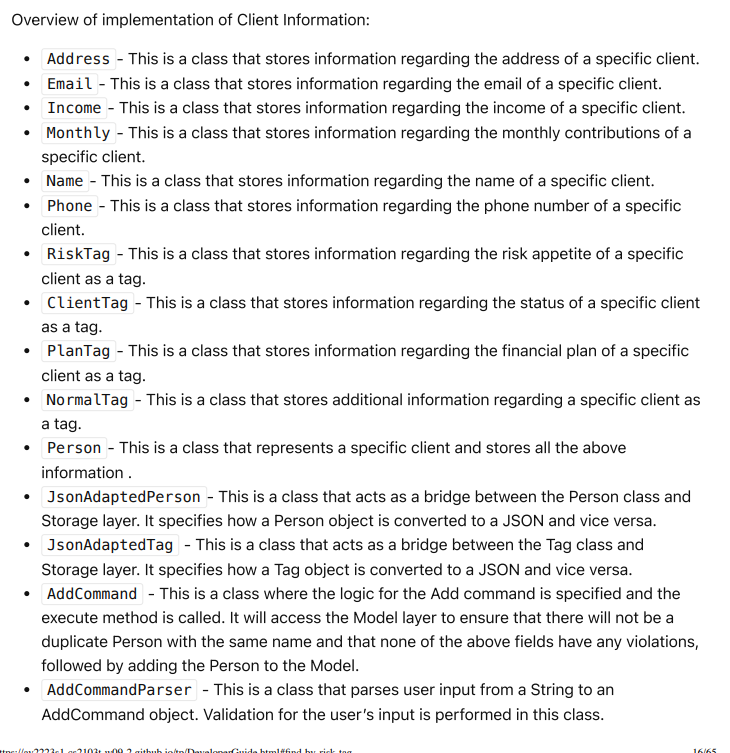 Overview of implementation of Client Information:
• Address - This is a class that stores information regarding the address of a specific client.
• Email - This is a class that stores information regarding the email of a specific client.
• Income - This is a class that stores information regarding the income of a specific client.
• Monthly - This is a class that stores information regarding the monthly contributions of a
specific client.
• Name - This is a class that stores information regarding the name of a specific client.
• Phone - This is a class that stores information regarding the phone number of a specific
client.
• RiskTag - This is a class that stores information regarding the risk appetite of a specific
client as a tag.
• ClientTag - This is a class that stores information regarding the status of a specific client
as a tag.
• PlanTag - This is a class that stores information regarding the financial plan of a specific
client as a tag.
• NormalTag - This is a class that stores additional information regarding a specific client as
a tag.
• Person - This is a class that represents a specific client and stores all the above
information .
• JsonAdaptedPerson - This is a class that acts as a bridge between the Person class and
Storage layer. It specifies how a Person object is converted to a JSON and vice versa.
• JsonAdaptedTag - This is a class that acts as a bridge between the Tag class and
Storage layer. It specifies how a Tag object is converted to a JSON and vice versa.
• AddCommand - This is a class where the logic for the Add command is specified and the
execute method is called. It will access the Model layer to ensure that there will not be a
duplicate Person with the same name and that none of the above fields have any violations,
followed by adding the Person to the Model.
• AddCommandParser - This is a class that parses user input from a String to an
AddCommand object. Validation for the user's input is performed in this class.
ttps://ay2223s1-cs2103t-w09-2.github.io/tp/DeveloperGuide.html#find-by-risk-tag 16/65